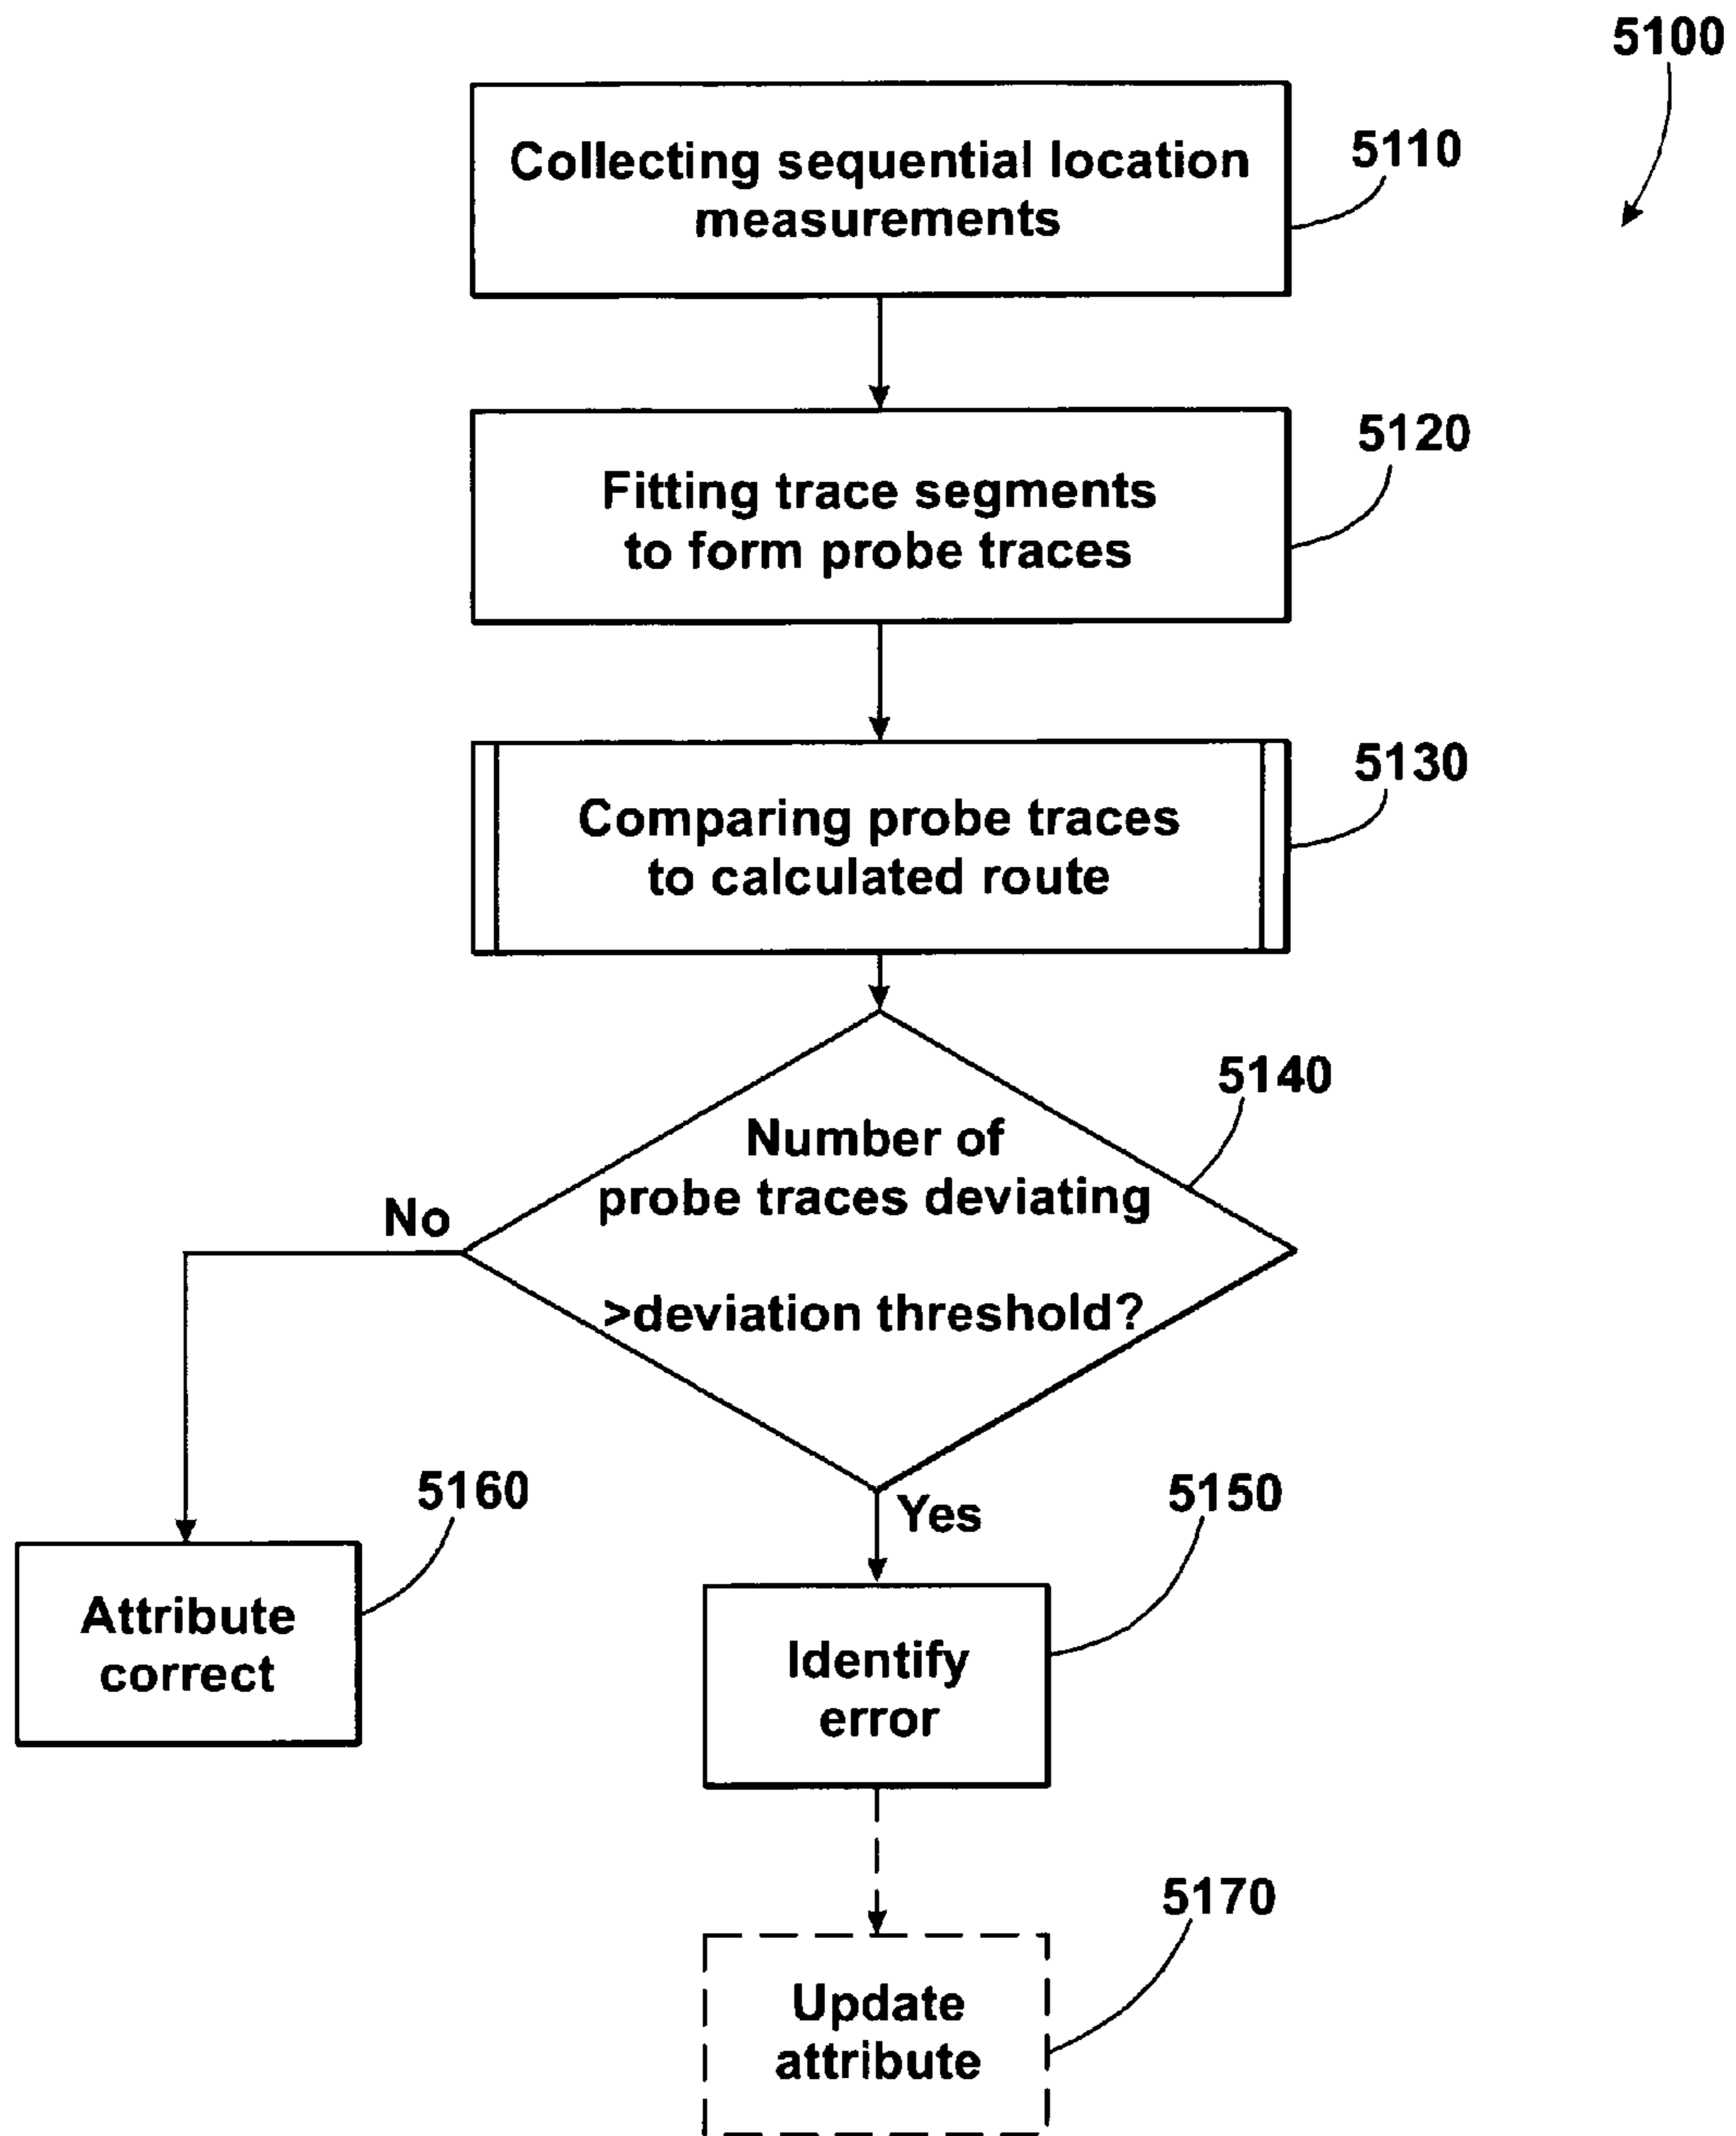 5100
Collecting sequential location
measurements
5110
Fitting trace segments
to form probe traces
5120
Comparing probe traces
to calculated route
5130
Number of
probe traces deviating
>deviation threshold?
5140
No
Yes
5160
Attribute
correct
5150
Identify
error
5170
Update
attribute